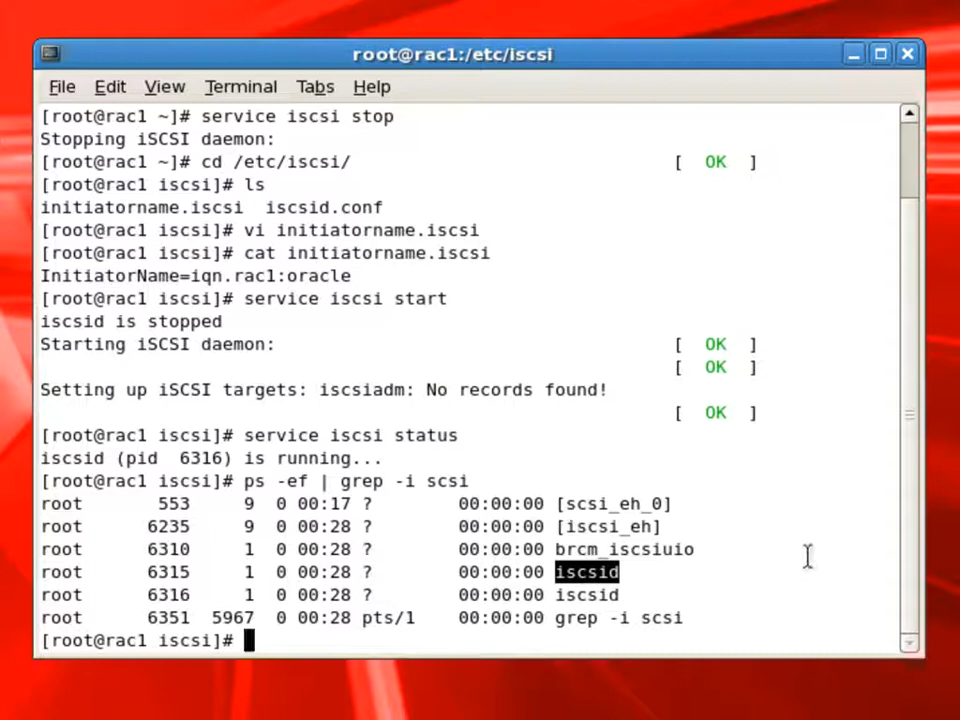 root@rac1:/etc/iscsi
File Edit View Terminal Tabs Help
[root@rac1 ~]# service iscsi stop
Stopping iSCSI daemon:
[root@rac1 ~]# cd /etc/iscsi/ [ OK ]
[root@rac1 iscsi]# ls
initiatorname.iscsi iscsid.conf
[root@rac1 iscsi]# vi initiatorname.iscsi
[root@rac1 iscsi]# cat initiatorname.iscsi
InitiatorName=iqn.rac1:oracle
[root@rac1 iscsi]# service iscsi start
iscsid is stopped
Starting iSCSI daemon: [ OK ]
[ OK ]
Setting up iSCSI targets: iscsiadm: No records found!
[ OK ]
[root@rac1 iscsi]# service iscsi status
iscsid (pid 6316) is running...
[root@rac1 iscsi]# ps -ef | grep -i scsi
root 553 9 0 00:17 ? 00:00:00 [scsi_eh_0]
root 6235 9 0 00:28 ? 00:00:00 [iscsi_eh]
root 6310 1 0 00:28 ? 00:00:00 brcm_iscsiuio
root 6315 1 0 00:28 ? 00:00:00 iscsid
root 6316 1 0 00:28 ? 00:00:00 iscsid
root 6351 5967 0 00:28 pts/1 00:00:00 grep -i scsi
[root@rac1 iscsi]#